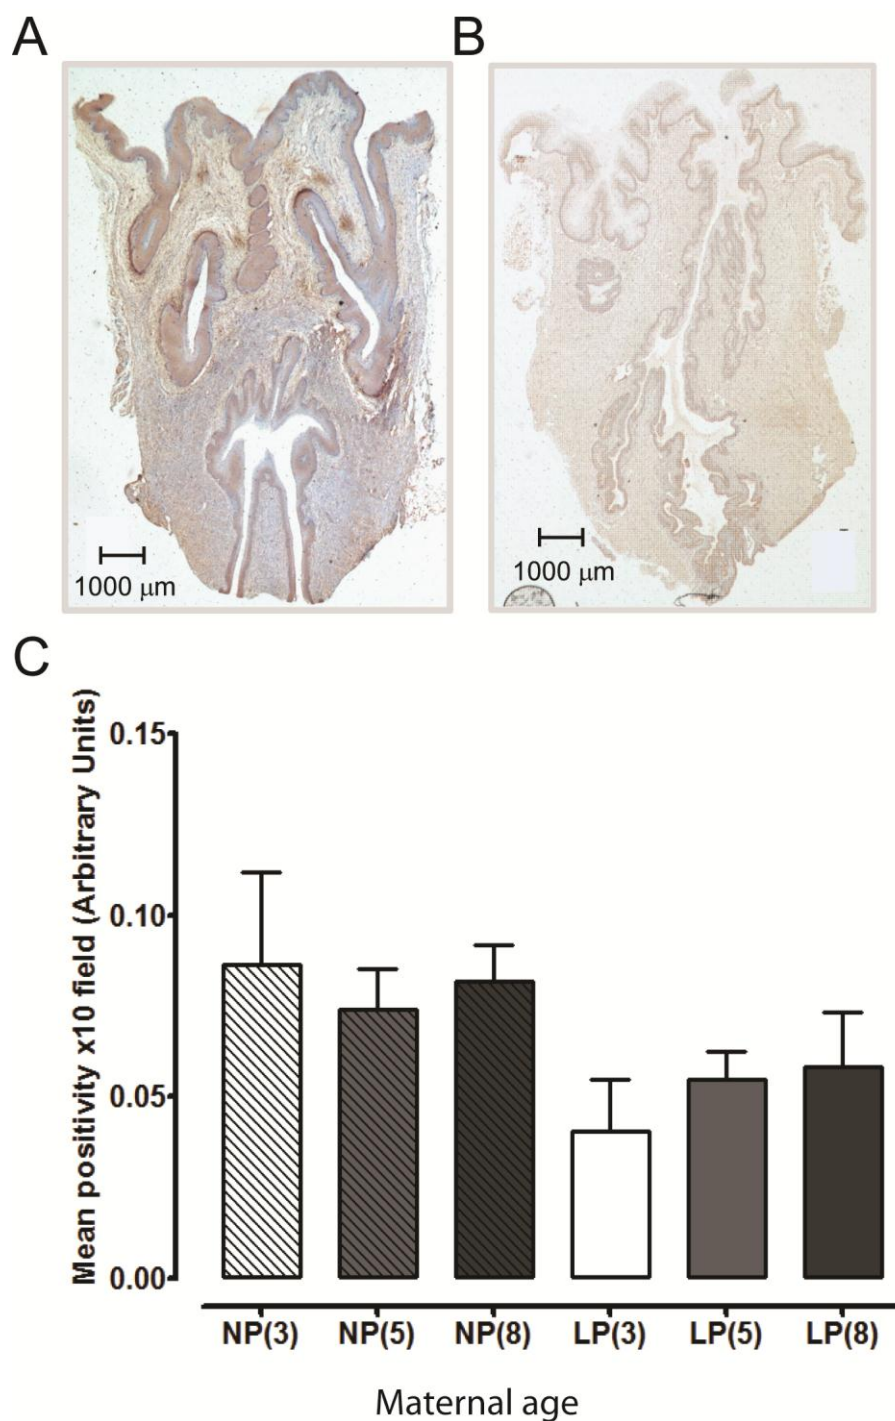 A
B
1000 μm
1000 μm
C
Mean positivity x10 field (Arbitrary Units)
0.15
0.10
0.05
0.00
NP(3) NP(5) NP(8) LP(3) LP(5) LP(8)
Maternal age